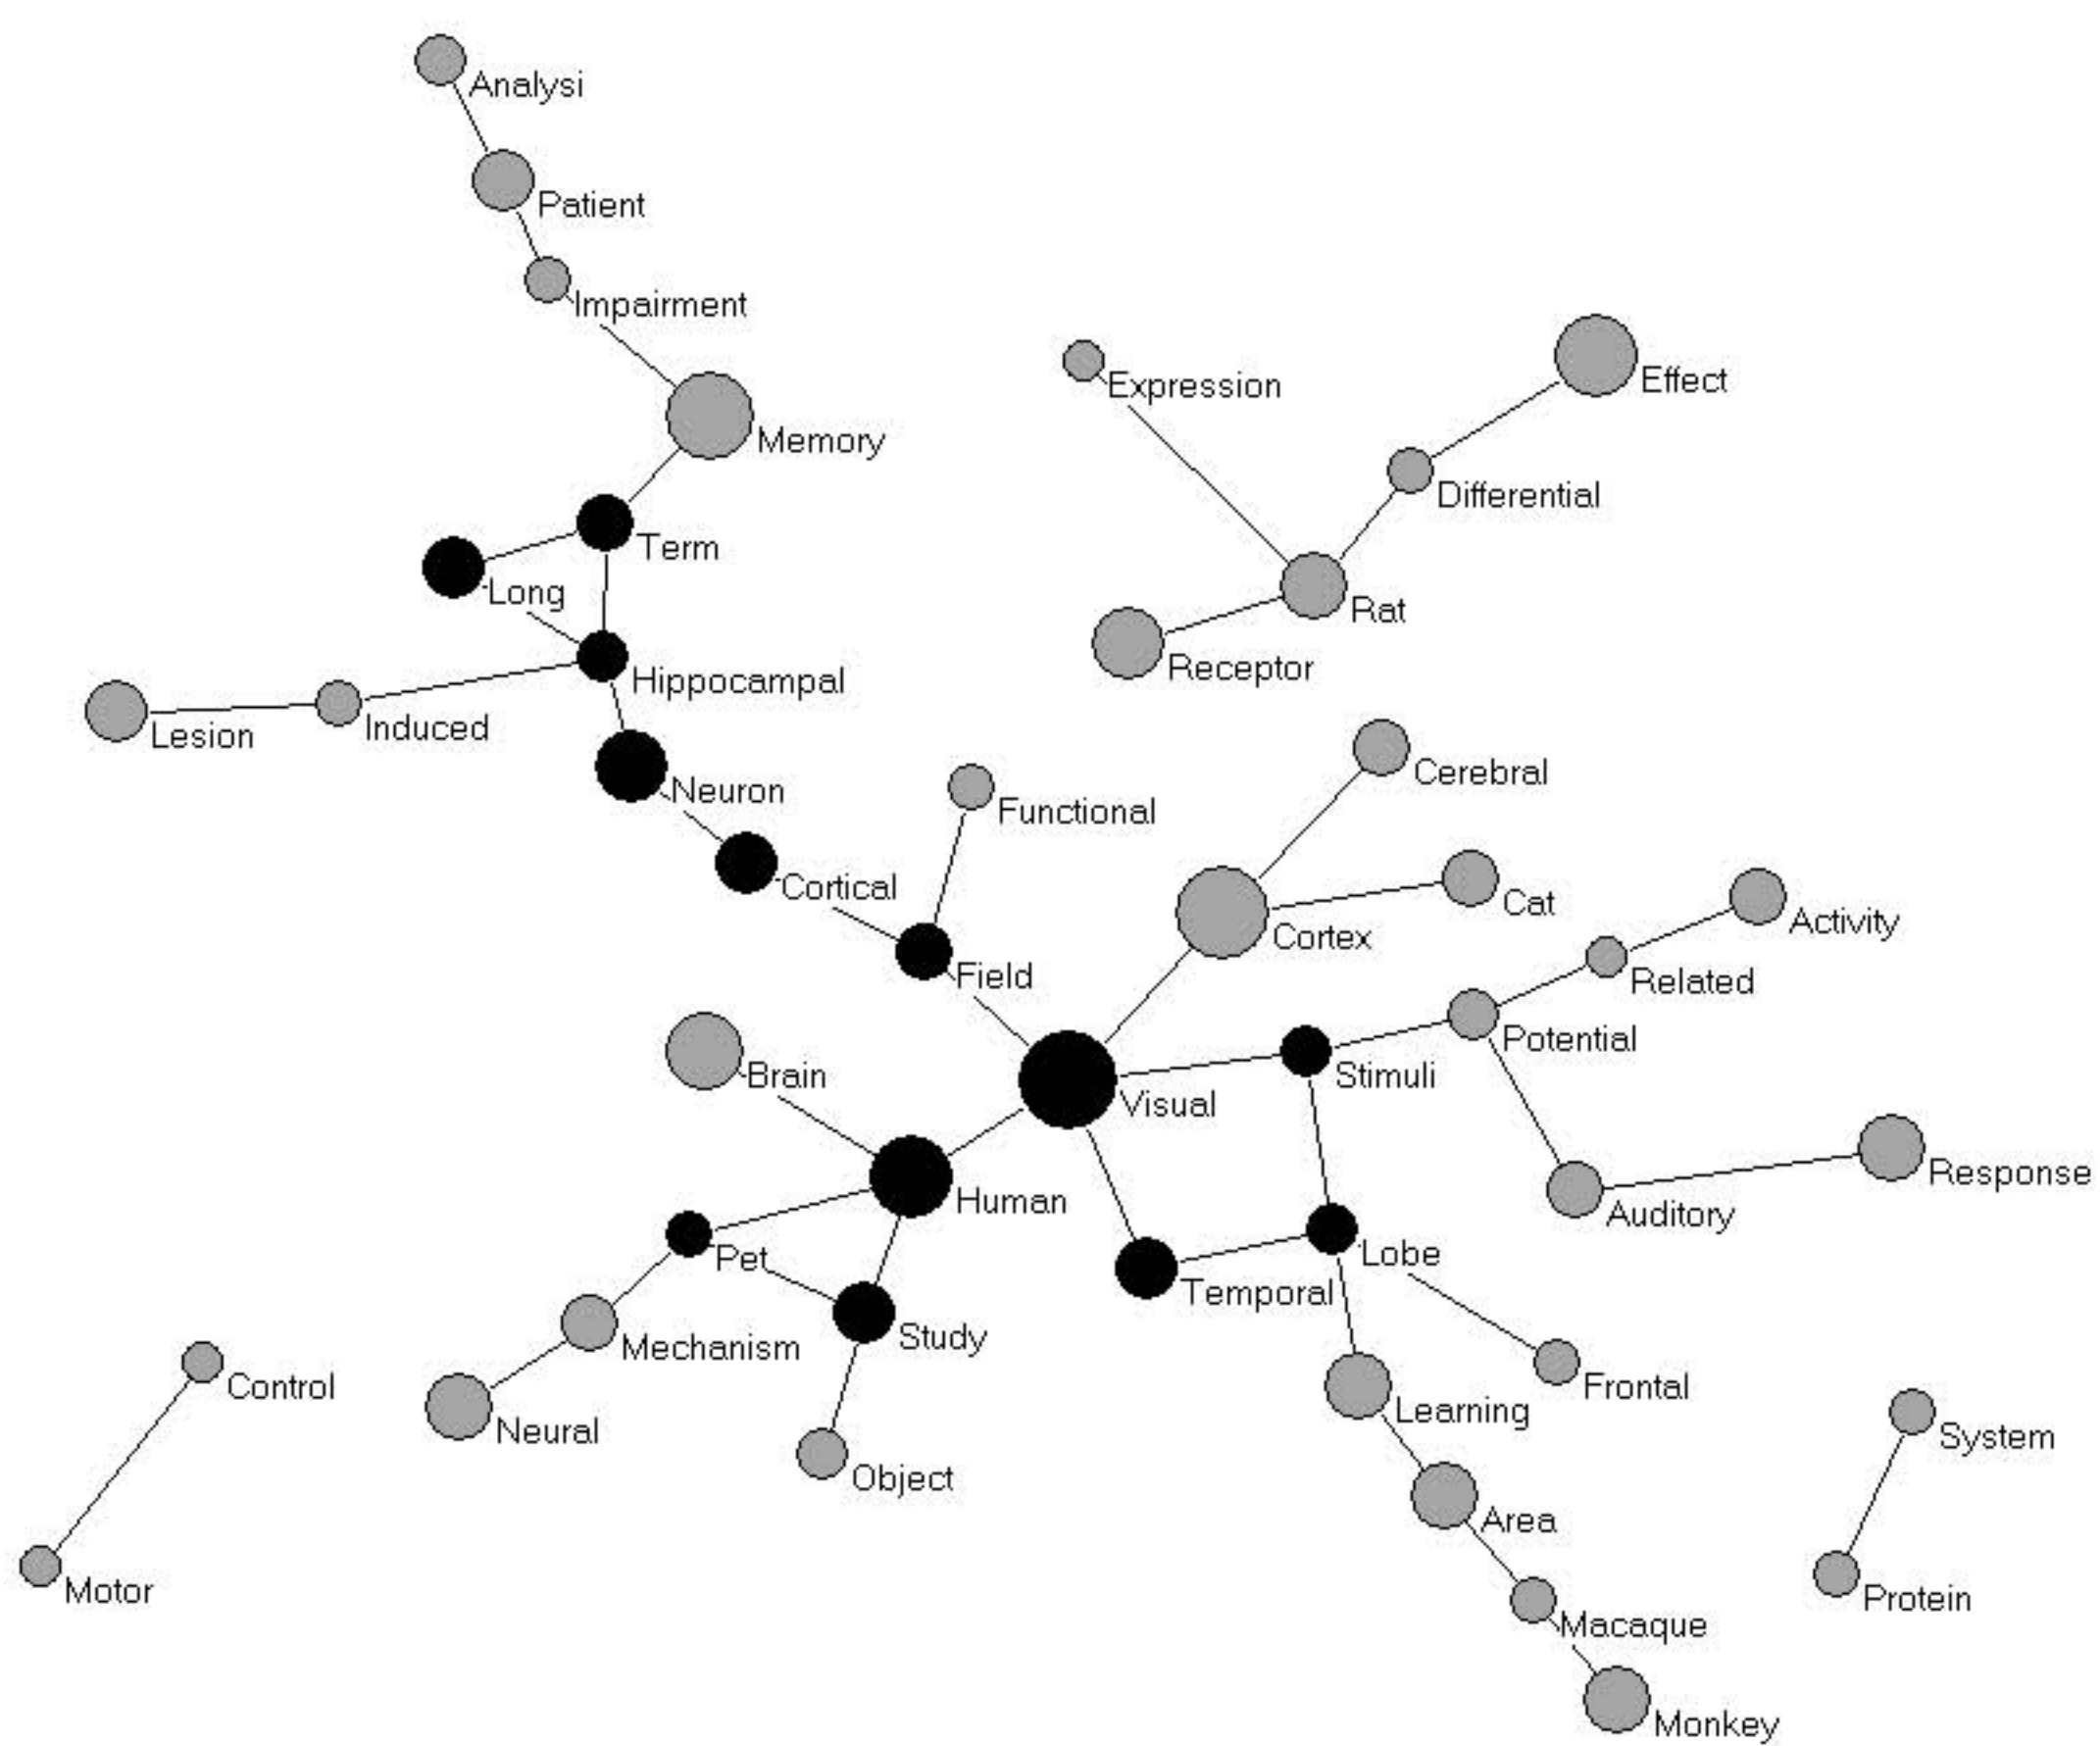 Analysi
Patient
Impairment
Expression
Effect
Memory
Differential
Term
Long
Rat
Receptor
Hippocampal
Induced
Lesion
Cerebral
Neuron
Functional
Cortical
Cat
Activity
Cortex
Field
Related
Potential
Brain
Stimuli
Visual
Response
Human
Auditory
Lobe
Pet
Temporal
Study
Mechanism
Control
Frontal
Learning
Neural
System
Object
Area
Motor
Protein
Macaque
Monkey